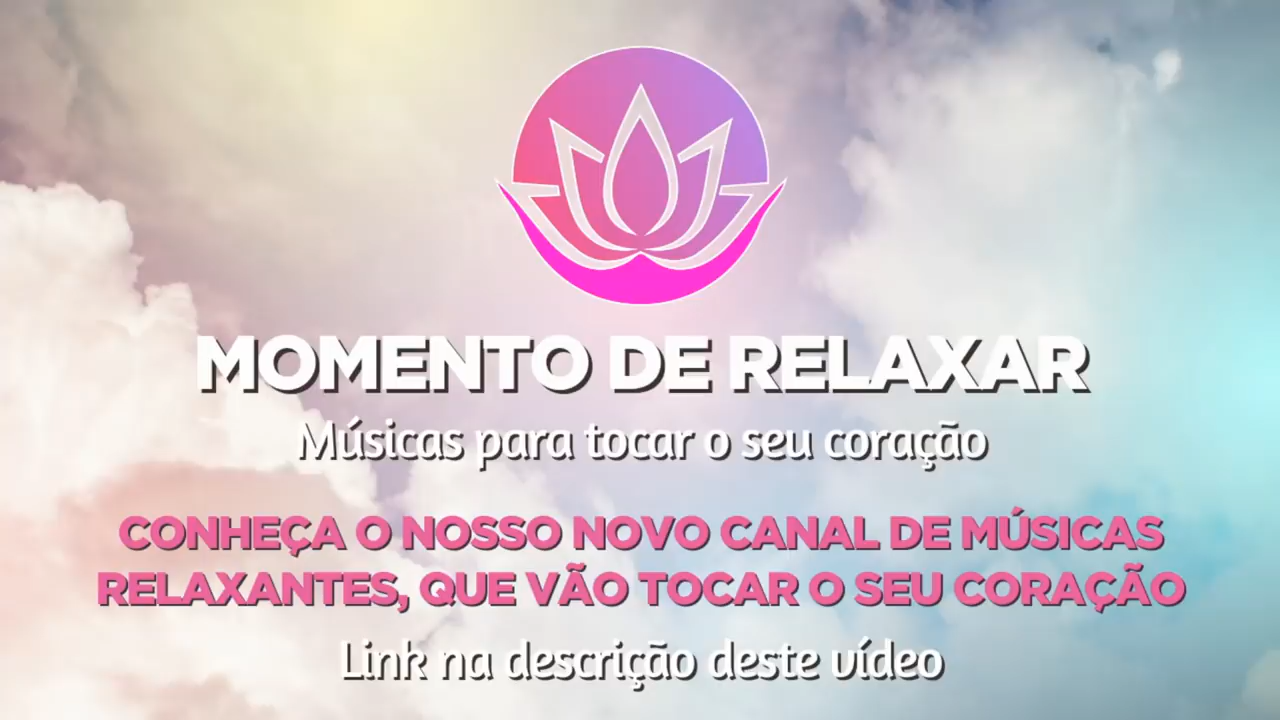 MOMENTO DE RELAXAR
Músicas para tocar o seu coração
CONHEÇA O NOSSO NOVO CANAL DE MÚSICAS
RELAXANTES, QUE VÃO TOCAR O SEU CORAÇÃO
Link na descrição deste vídeo